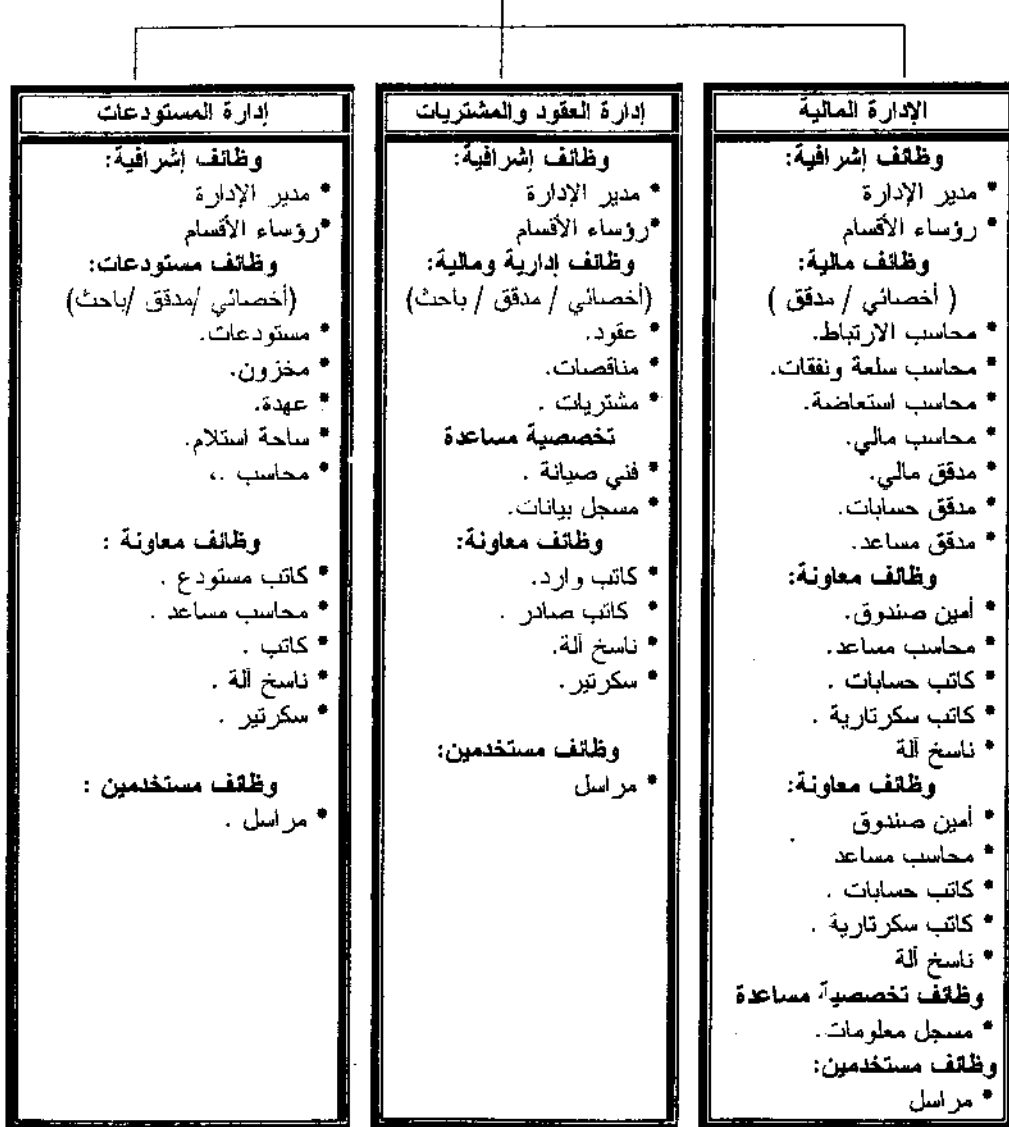 الإدارة المالية
وظائف إشرافية:
* مدير الإدارة
* رؤساء الأقسام
وظائف مالية:
( أخصائي / مدقق )
* محاسب الارتباط.
* محاسب سلعة ونفقات.
* محاسب استعاضة.
* محاسب مالي.
* مدقق مالي.
* مدقق حسابات.
* مدقق مساعد.
وظائف معاونة:
* أمين صندوق.
* محاسب مساعد.
* كاتب حسابات .
* كاتب سكرتارية .
* ناسخ آلة
وظائف معاونة:
* أمين صندوق
* محاسب مساعد
* كاتب حسابات .
* كاتب سكرتارية .
* ناسخ آلة
وظائف تخصصية مساعدة
* مسجل معلومات.
وظائف مستخدمين:
* مراسل
إدارة العقود والمشتريات
وظائف إشرافية:
* مدير الإدارة
*رؤساء الأقسام
وظائف إدارية ومالية:
(أخصائي / مدقق / باحث)
* عقود.
* مناقصات.
* مشتريات .
تخصصية مساعدة
* فني صيانة .
* مسجل بيانات.
وظائف معاونة:
* كاتب وارد.
* كاتب صادر .
* ناسخ آلة.
* سكرتير.
وظائف مستخدمين:
* مراسل
إدارة المستودعات
وظائف إشرافية:
* مدير الإدارة
*رؤساء الأقسام
وظائف مستودعات:
(أخصائي /مدقق /باحث)
* مستودعات.
* مخزون.
* عهدة.
* ساحة استلام.
* محاسب .،
وظائف معاونة :
* كاتب مستودع .
* محاسب مساعد .
* كاتب .
* ناسخ آلة .
* سكرتير .
وظائف مستخدمين :
* مراسل .